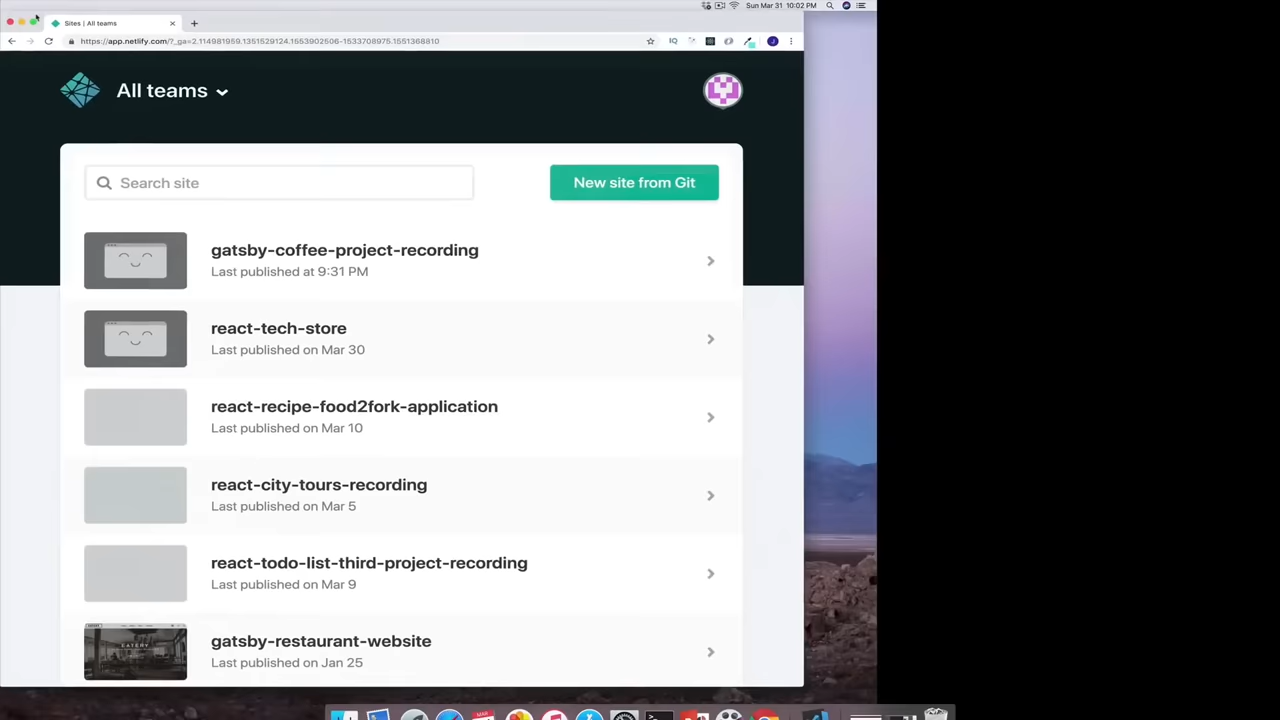 Sun Mar 31 10:02 PM
Sites | All teams
https://app.netlify.com/?_ga=2.114981959.1351529124.1553902506-1533708975.1551368810
IQ
J
All teams
Search site
New site from Git
gatsby-coffee-project-recording
Last published at 9:31 PM
react-tech-store
Last published on Mar 30
react-recipe-food2fork-application
Last published on Mar 10
react-city-tours-recording
Last published on Mar 5
react-todo-list-third-project-recording
Last published on Mar 9
EATERY
gatsby-restaurant-website
Last published on Jan 25
MAR